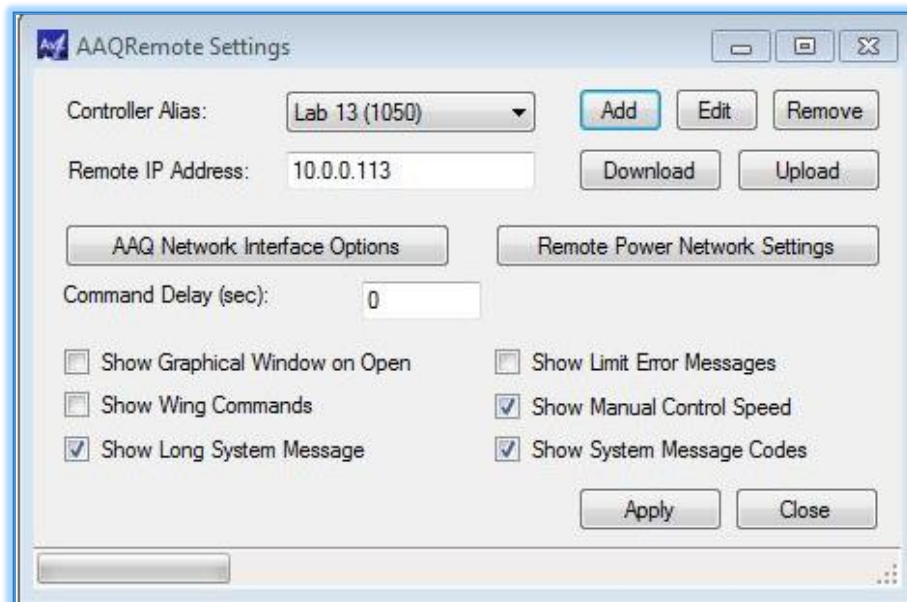 AAQRemote Settings
Controller Alias: Lab 13 (1050) Add Edit Remove
Remote IP Address: 10.0.0.113 Download Upload
AAQ Network Interface Options Remote Power Network Settings
Command Delay (sec): 0
Show Graphical Window on Open Show Limit Error Messages
Show Wing Commands Show Manual Control Speed
Show Long System Message Show System Message Codes
Apply Close